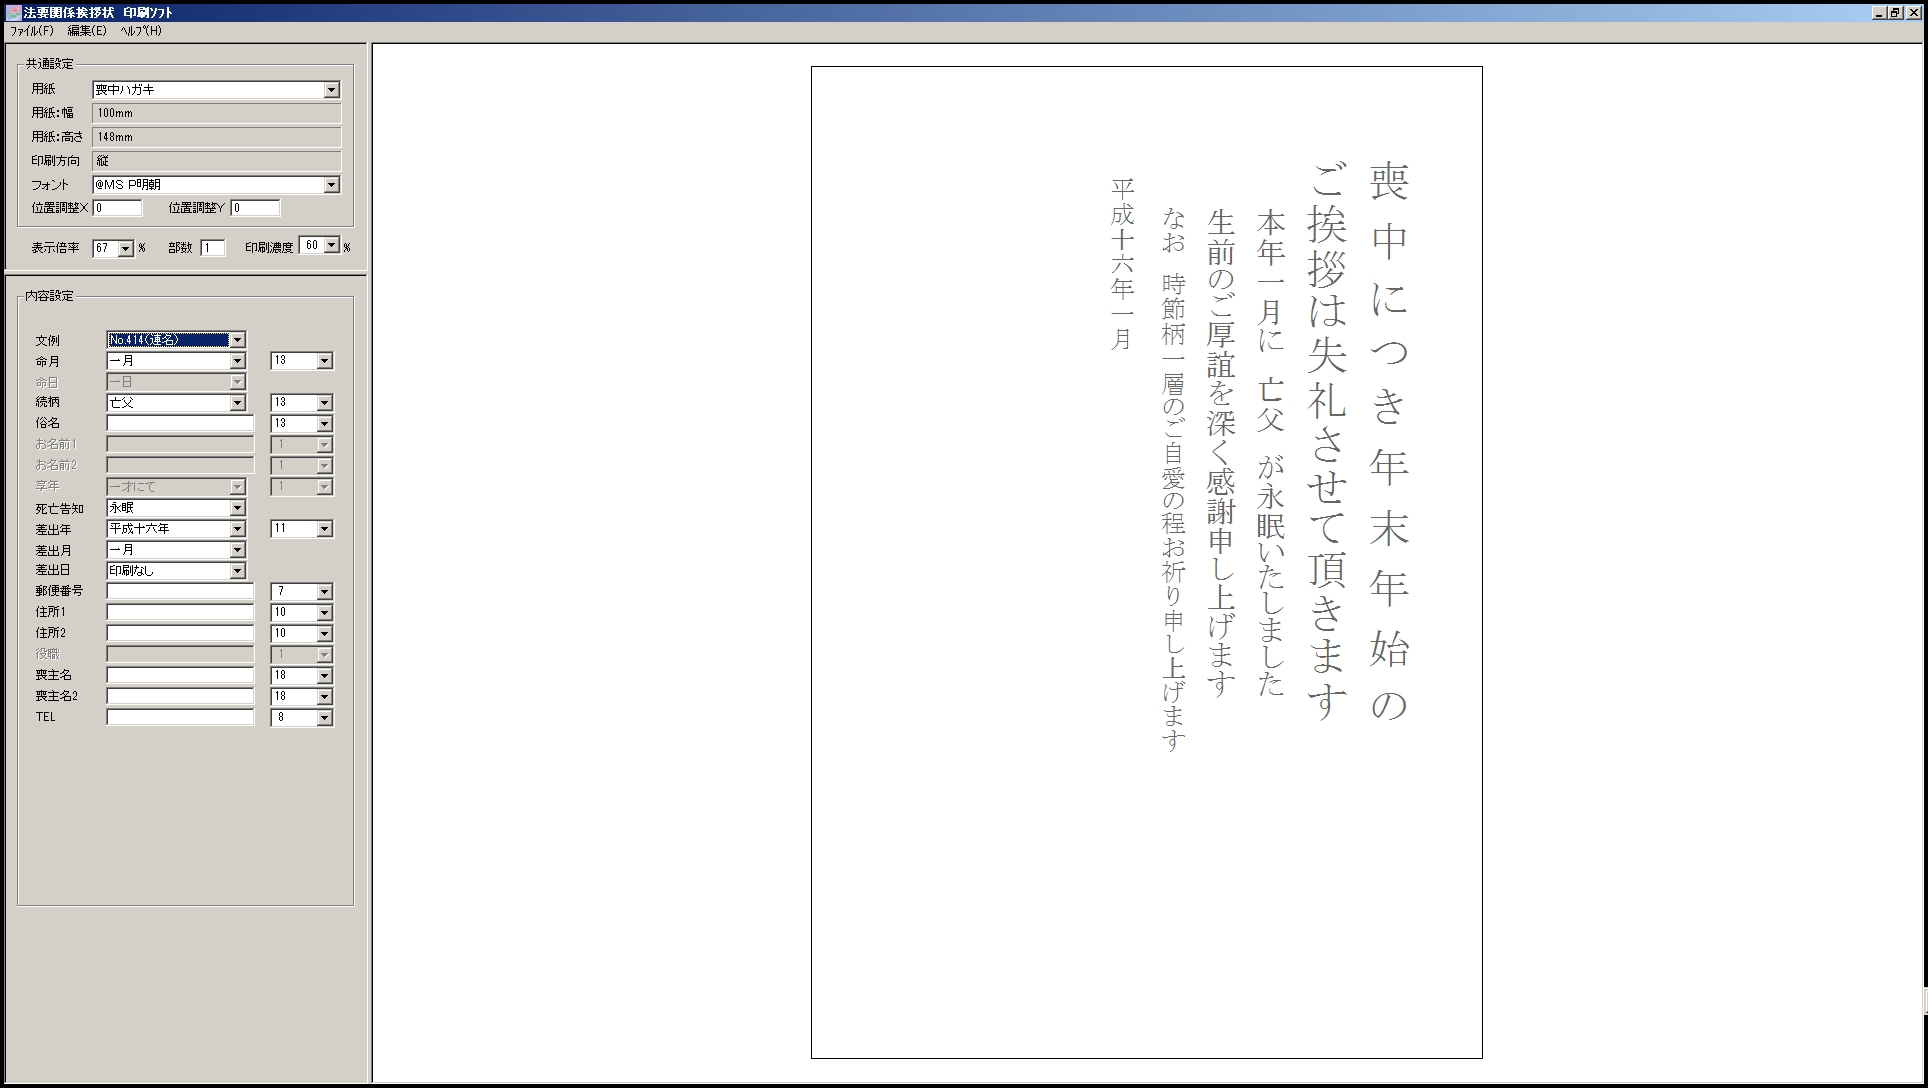 法要関係挨拶状 印刷ソフト
ファイル(F) 編集(E) ヘルプ(H)
共通設定
用紙 喪中ハガキ
用紙:幅 100mm
用紙:高さ 148mm
印刷方向 縦
フォント @MS P明朝
位置調整X 0 位置調整Y 0
表示倍率 67 % 部数 1 印刷濃度 60 %
内容設定
文例 No.414(連名)
命月 一月 13
命日 一日
続柄 亡父 13
俗名 13
お名前1 1
お名前2 1
享年 一才にて 1
死亡告知 永眠
差出年 平成十六年 11
差出月 一月
差出日 印刷なし
郵便番号 7
住所1 10
住所2 10
役職 1
喪主名 18
喪主名2 18
TEL 8
喪中につき年末年始の
ご挨拶は失礼させて頂きます
本年一月に 亡父 が永眠いたしました
生前のご厚誼を深く感謝申し上げます
なお 時節柄一層のご自愛の程お祈り申し上げます
平成十六年一月